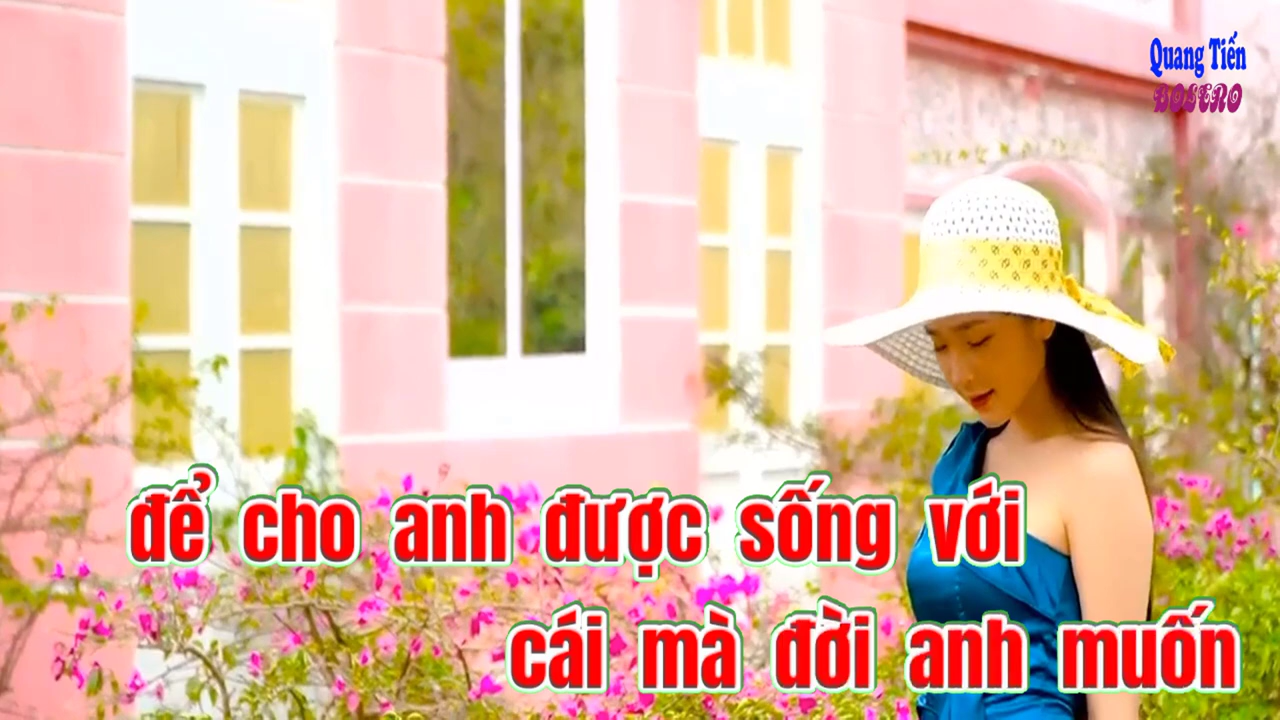 Quang Tiến
BOLERO
để cho anh được sống với
cái mà đời anh muốn